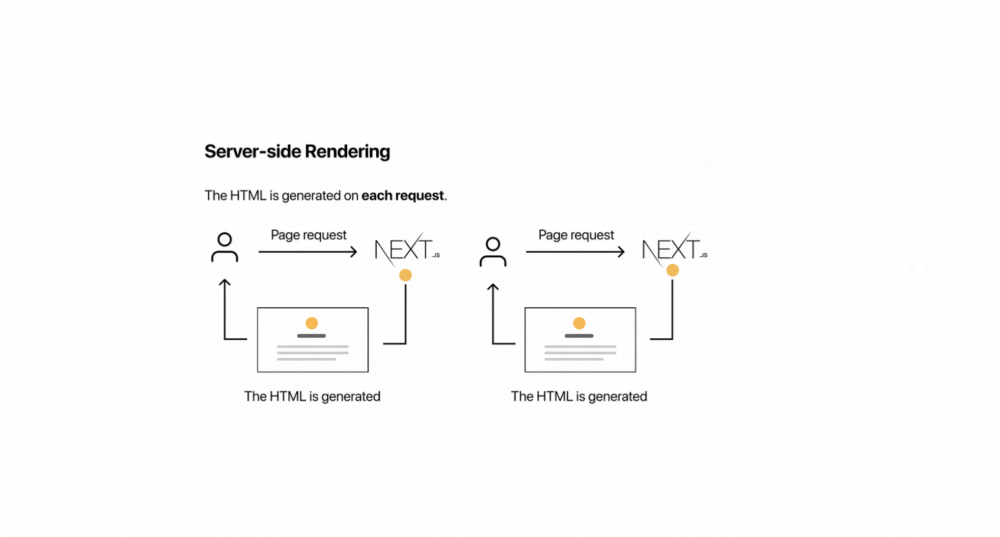 Server-side Rendering
The HTML is generated on each request.
Page request
NEXT.JS
Page request
NEXT.JS
The HTML is generated
The HTML is generated